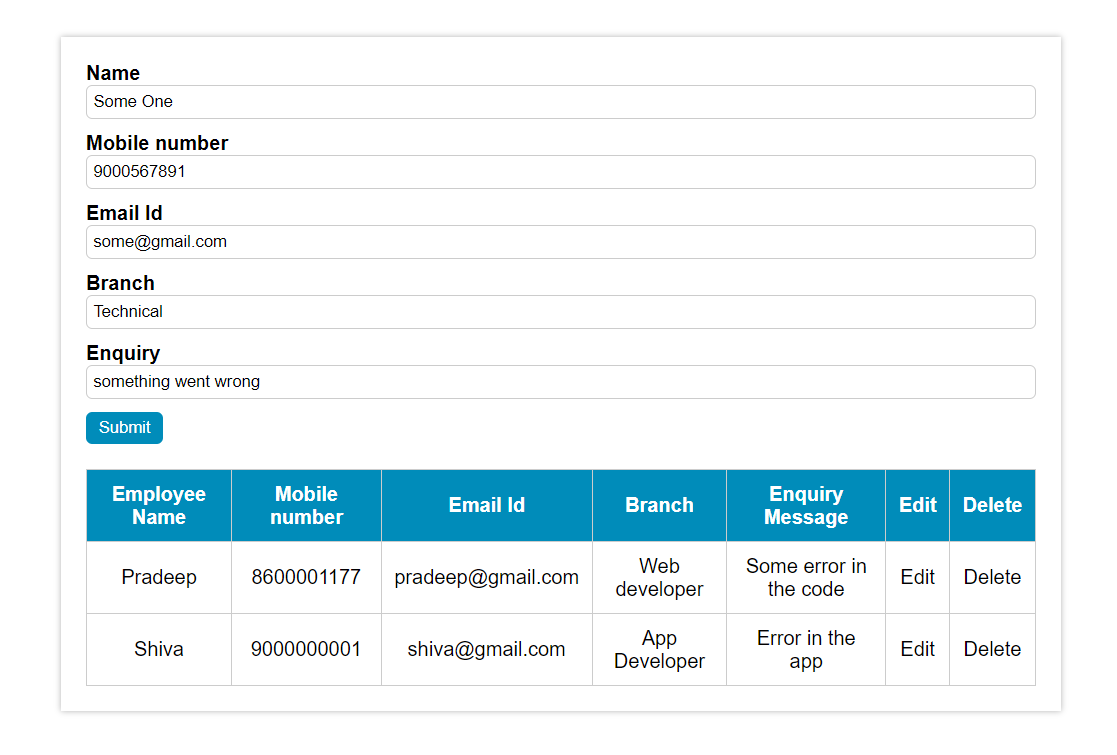 Name
Some One
Mobile number
9000567891
Email Id
some@gmail.com
Branch
Technical
Enquiry
something went wrong
Submit
Employee Name Mobile number Email Id Branch Enquiry Message Edit Delete
Pradeep 8600001177 pradeep@gmail.com Web developer Some error in the code Edit Delete
Shiva 9000000001 shiva@gmail.com App Developer Error in the app Edit Delete